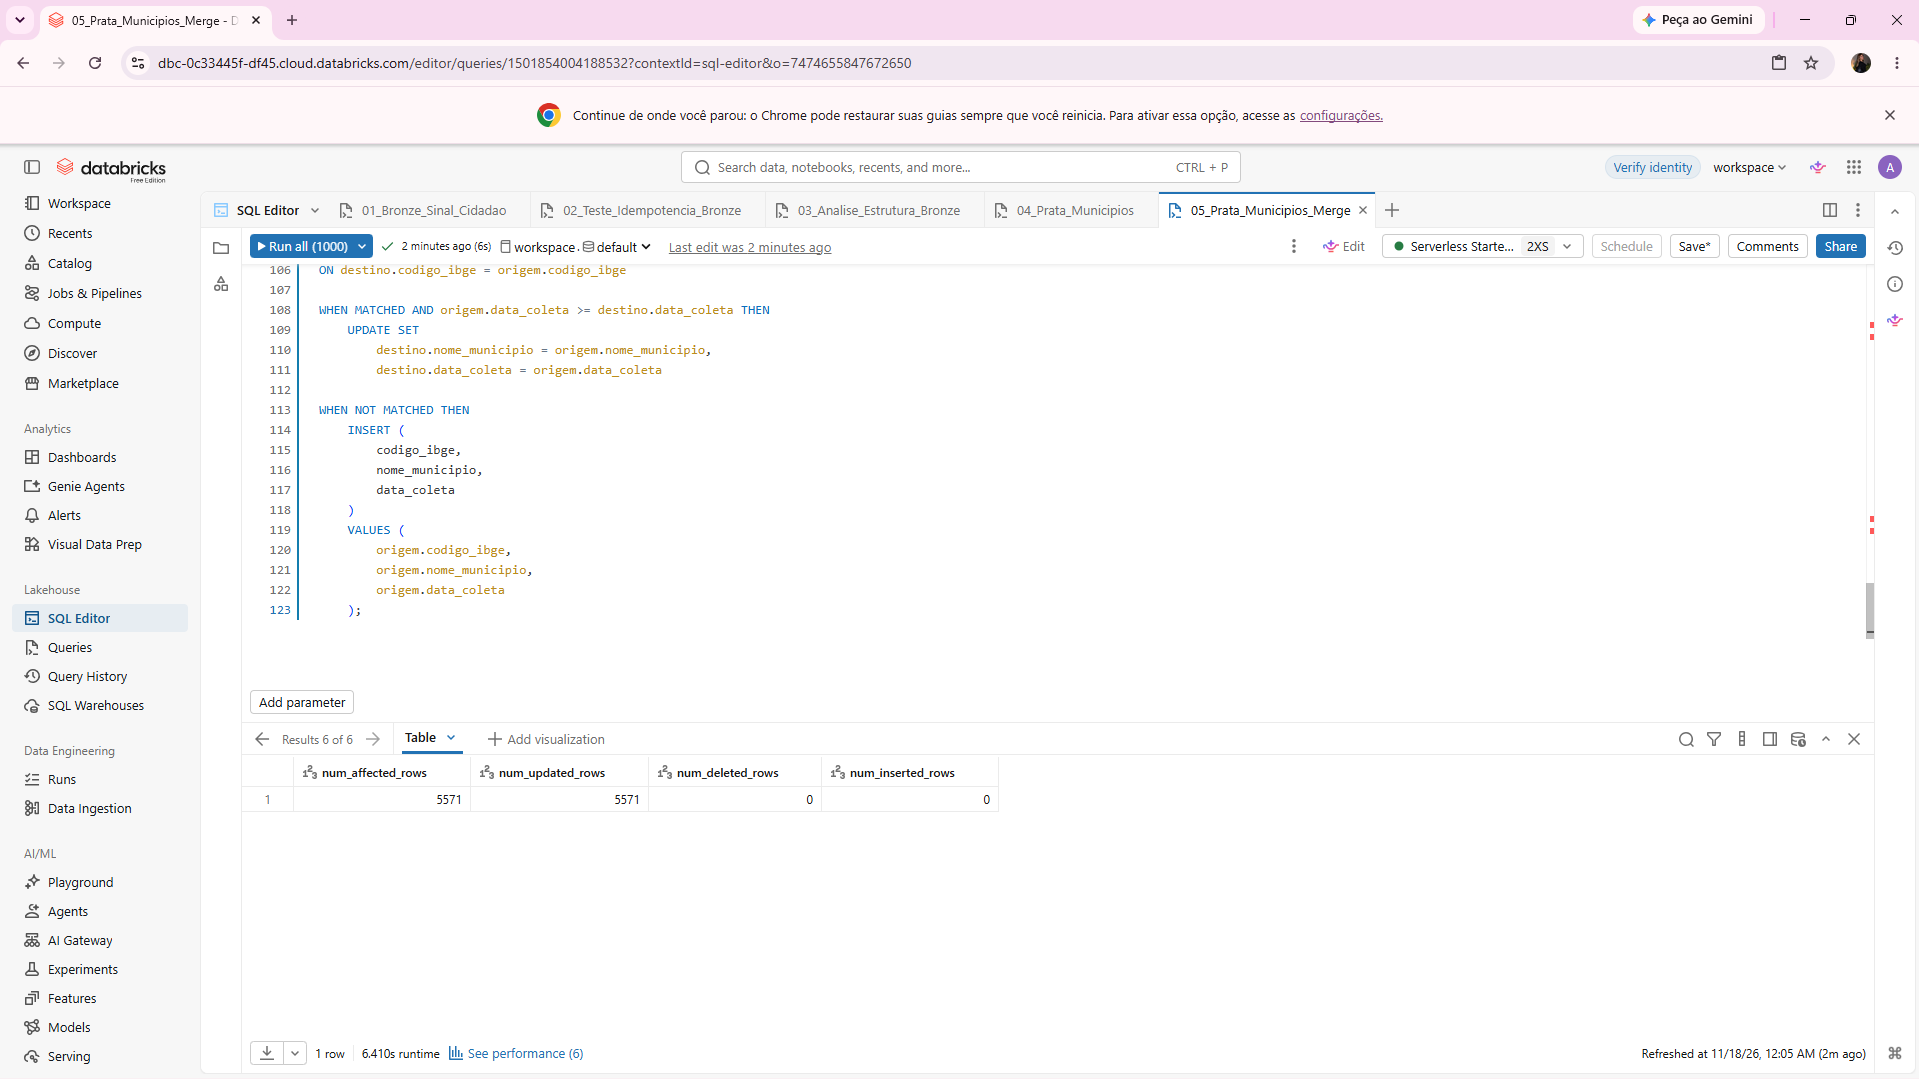 05_Prata_Municipios_Merge - D
Peça ao Gemini
dbc-0c33445f-df45.cloud.databricks.com/editor/queries/1501854004188532?contextId=sql-editor&o=7474655847672650
Continue de onde você parou: o Chrome pode restaurar suas guias sempre que você reinicia. Para ativar essa opção, acesse as configurações.
databricks
Free Edition
Search data, notebooks, recents, and more...
CTRL + P
Verify identity
workspace
A
Workspace
Recents
Catalog
Jobs & Pipelines
Compute
Discover
Marketplace
Analytics
Dashboards
Genie Agents
Alerts
Visual Data Prep
Lakehouse
SQL Editor
Queries
Query History
SQL Warehouses
Data Engineering
Runs
Data Ingestion
AI/ML
Playground
Agents
AI Gateway
Experiments
Features
Models
Serving
SQL Editor
01_Bronze_Sinal_Cidadao
02_Teste_Idempotencia_Bronze
03_Analise_Estrutura_Bronze
04_Prata_Municipios
05_Prata_Municipios_Merge
Run all (1000)
2 minutes ago (6s)
workspace.
default
Last edit was 2 minutes ago
Edit
Serverless Starte...
2XS
Schedule
Save*
Comments
Share
106 ON destino.codigo_ibge = origem.codigo_ibge
107
108 WHEN MATCHED AND origem.data_coleta >= destino.data_coleta THEN
109 UPDATE SET
110 destino.nome_municipio = origem.nome_municipio,
111 destino.data_coleta = origem.data_coleta
112
113 WHEN NOT MATCHED THEN
114 INSERT (
115 codigo_ibge,
116 nome_municipio,
117 data_coleta
118 )
119 VALUES (
120 origem.codigo_ibge,
121 origem.nome_municipio,
122 origem.data_coleta
123 );
Add parameter
Results 6 of 6
Table
Add visualization
num_affected_rows num_updated_rows num_deleted_rows num_inserted_rows
1 5571 5571 0 0
1 row
6.410s runtime
See performance (6)
Refreshed at 11/18/26, 12:05 AM (2m ago)